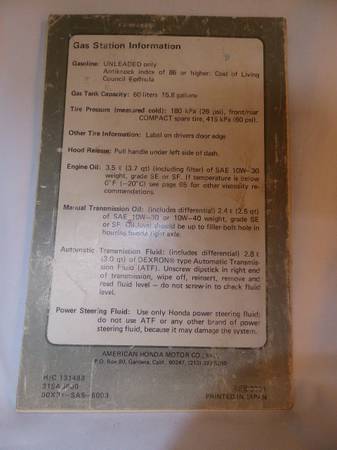 Gas Station Information
Gasoline: UNLEADED only
Antiknock index of 86 or higher: Cost of Living
Council Formula
Gas Tank Capacity: 60 liters 15.8 gallons
Tire Pressure (measured cold): 180 kPa (26 psi), front/rear
COMPACT spare tire, 415 kPa (60 psi).
Other Tire Information: Label on drivers door edge
Hood Release: Pull handle under left side of dash.
Engine Oil: 3.5 ℓ (3.7 qt) (including filter) of SAE 10W-30
weight, grade SE or SF. If temperature is below
0°F (-20°C) see page 65 for other viscosity re-
commendations.
Manual Transmission Oil: (includes differential) 2.4 ℓ (2.5 qt)
of SAE 10W-30 or 10W-40 weight, grade SE
or SF. Oil level should be up to filler bolt hole in
housing axle.
Automatic Transmission Fluid: (includes differential) 2.8 ℓ
(3.0 qt) of DEXRON® type Automatic Transmis-
sion Fluid (ATF). Unscrew dipstick in right end
of transmission, wipe off, reinsert, remove and
read fluid level — do not screw in to check fluid
level.
Power Steering Fluid: Use only Honda power steering fluid;
do not use ATF or any other brand of power
steering fluid, because it may damage the system.
AMERICAN HONDA MOTOR CO.,
P.O. Box 50, Gardena, Calif. 90247,
H/C 131483
PRINTED IN JAPAN